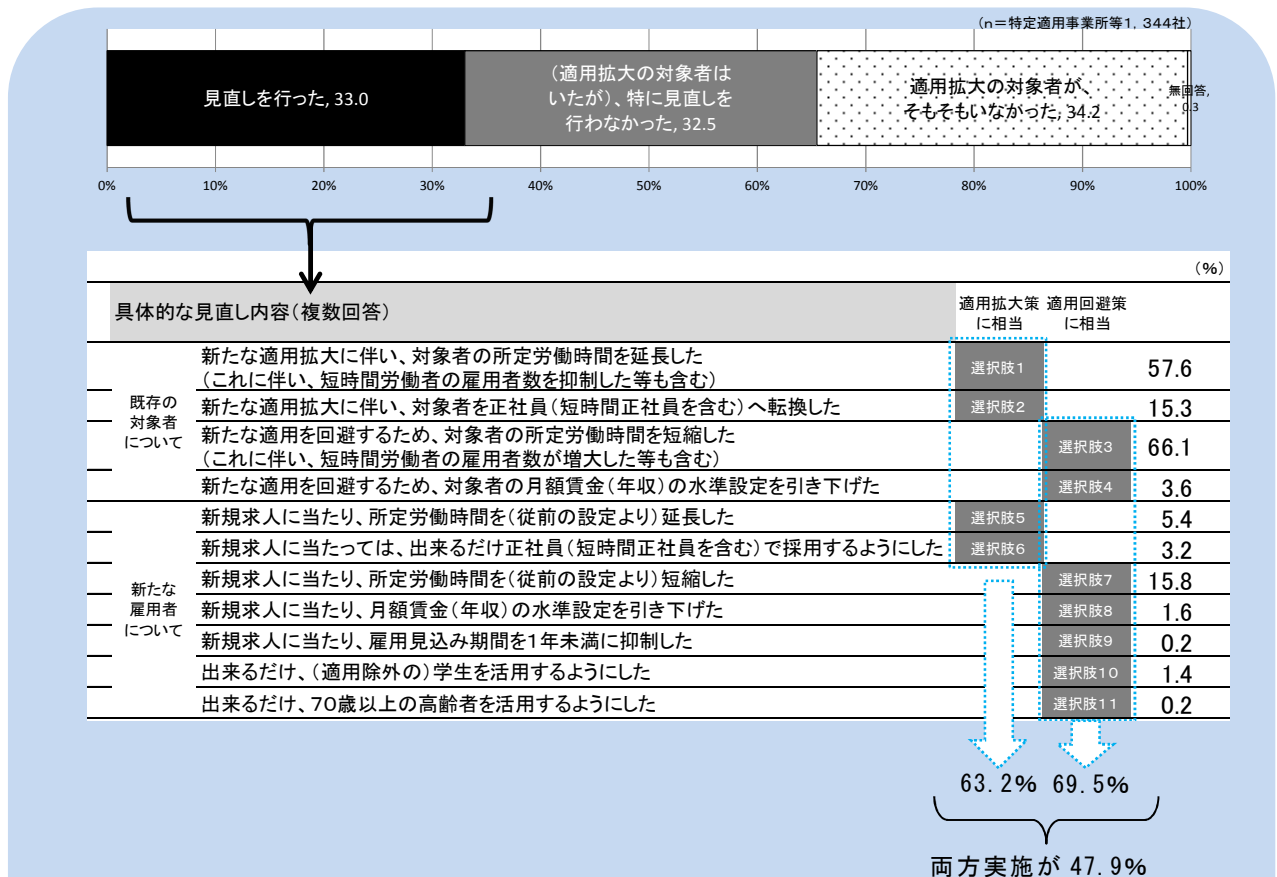 (n=特定適用事業所等1，344社)
見直しを行った, 33.0
（適用拡大の対象者は
いたが）、特に見直しを
行わなかった, 32.5
適用拡大の対象者が、
そもそもいなかった, 34.2
無回答,
0.3
0% 10% 20% 30% 40% 50% 60% 70% 80% 90% 100%
（%）
具体的な見直し内容（複数回答）
適用拡大策
に相当
適用回避策
に相当
既存の
対象者
について
新たな適用拡大に伴い、対象者の所定労働時間を延長した
（これに伴い、短時間労働者の雇用者数を抑制した等も含む）
選択肢1 57.6
新たな適用拡大に伴い、対象者を正社員（短時間正社員を含む）へ転換した 選択肢2 15.3
新たな適用を回避するため、対象者の所定労働時間を短縮した
（これに伴い、短時間労働者の雇用者数が増大した等も含む）
選択肢3 66.1
新たな適用を回避するため、対象者の月額賃金（年収）の水準設定を引き下げた 選択肢4 3.6
新たな
雇用者
について
新規求人に当たり、所定労働時間を（従前の設定より）延長した 選択肢5 5.4
新規求人に当たっては、出来るだけ正社員（短時間正社員を含む）で採用するようにした 選択肢6 3.2
新規求人に当たり、所定労働時間を（従前の設定より）短縮した 選択肢7 15.8
新規求人に当たり、月額賃金（年収）の水準設定を引き下げた 選択肢8 1.6
新規求人に当たり、雇用見込み期間を1年未満に抑制した 選択肢9 0.2
出来るだけ、（適用除外の）学生を活用するようにした 選択肢10 1.4
出来るだけ、70歳以上の高齢者を活用するようにした 選択肢11 0.2
63.2% 69.5%
両方実施が 47.9%